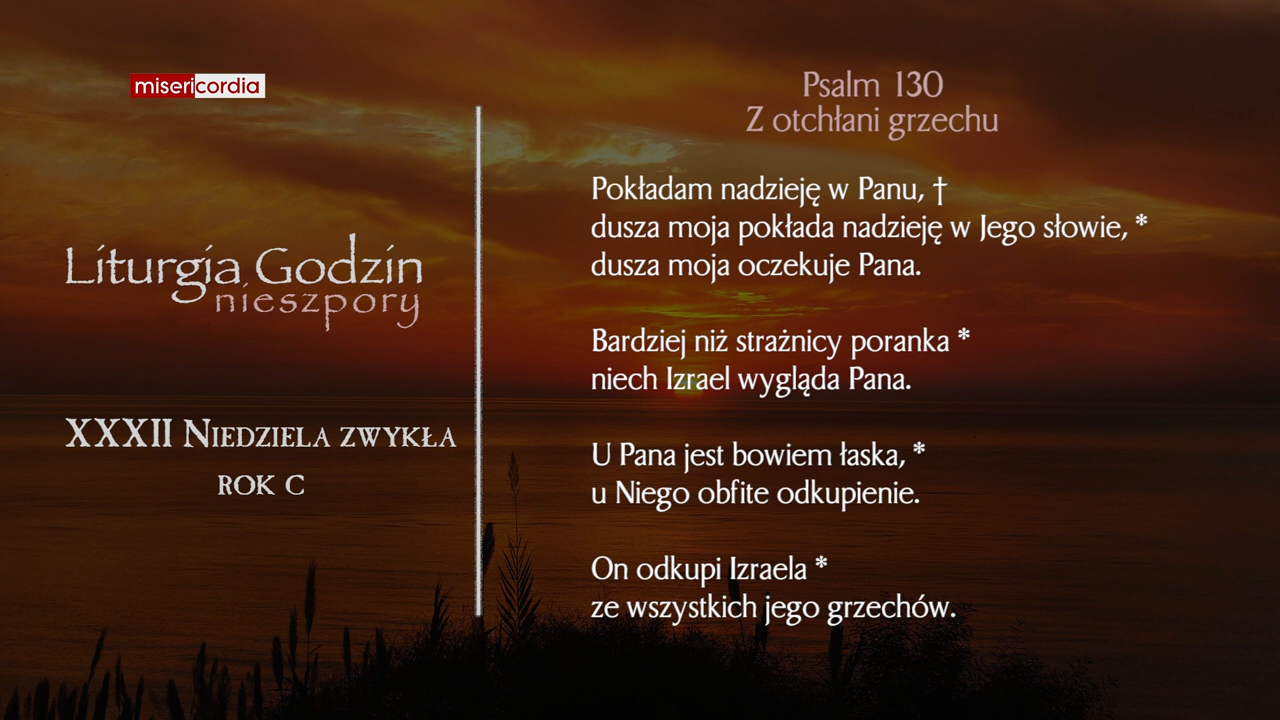 misericordia
Liturgia Godzin
nieszpory
XXXII Niedziela zwykła
rok C
Psalm 130
Z otchłani grzechu
Pokładam nadzieję w Panu, †
dusza moja pokłada nadzieję w Jego słowie, *
dusza moja oczekuje Pana.
Bardziej niż strażnicy poranka *
niech Izrael wygląda Pana.
U Pana jest bowiem łaska, *
u Niego obfite odkupienie.
On odkupi Izraela *
ze wszystkich jego grzechów.